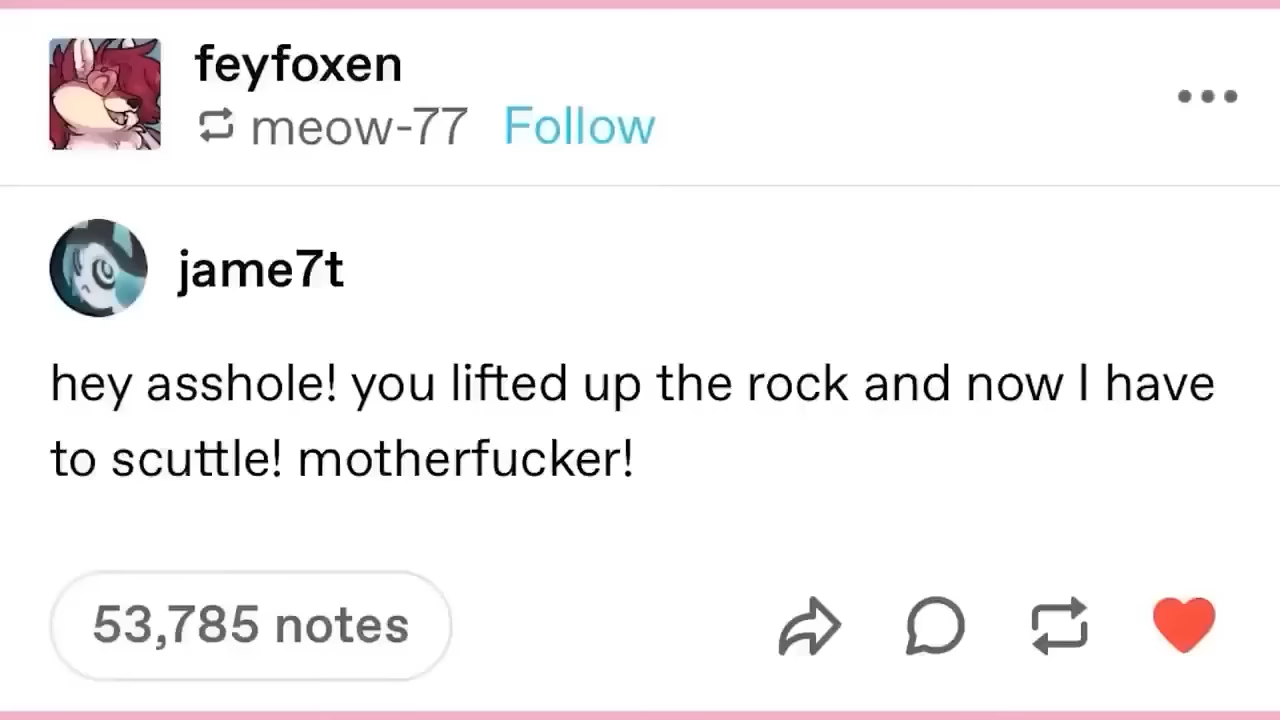 feyfoxen
meow-77 Follow
jame7t
hey asshole! you lifted up the rock and now I have
to scuttle! motherfucker!
53,785 notes